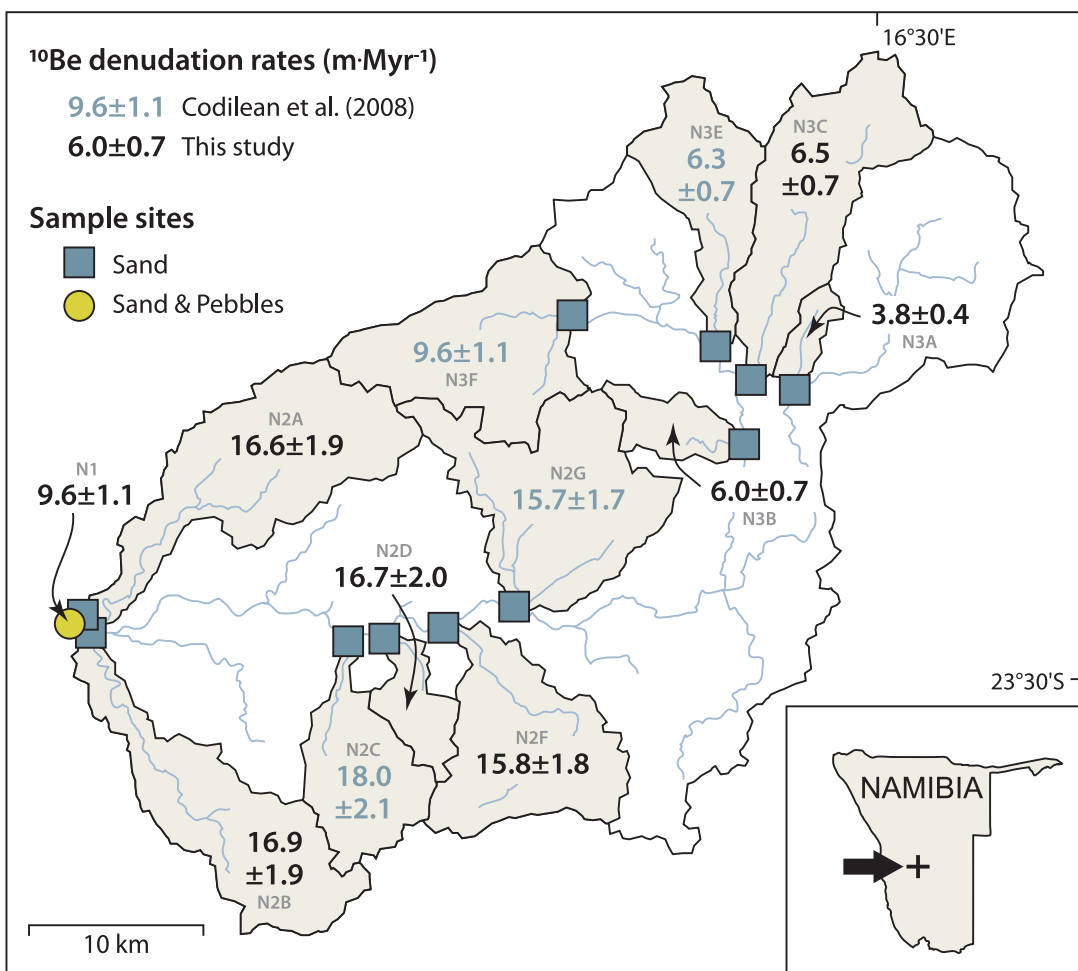 16°30'E
¹⁰Be denudation rates (m·Myr⁻¹)
9.6±1.1 Codilean et al. (2008)
6.0±0.7 This study
Sample sites
Sand
Sand & Pebbles
N3E
6.3
±0.7
N3C
6.5
±0.7
3.8±0.4
N3A
9.6±1.1
N3F
N2A
16.6±1.9
N1
9.6±1.1
N2G
15.7±1.7
6.0±0.7
N3B
N2D
16.7±2.0
23°30'S
N2C
18.0
±2.1
N2F
15.8±1.8
16.9
±1.9
N2B
NAMIBIA
10 km